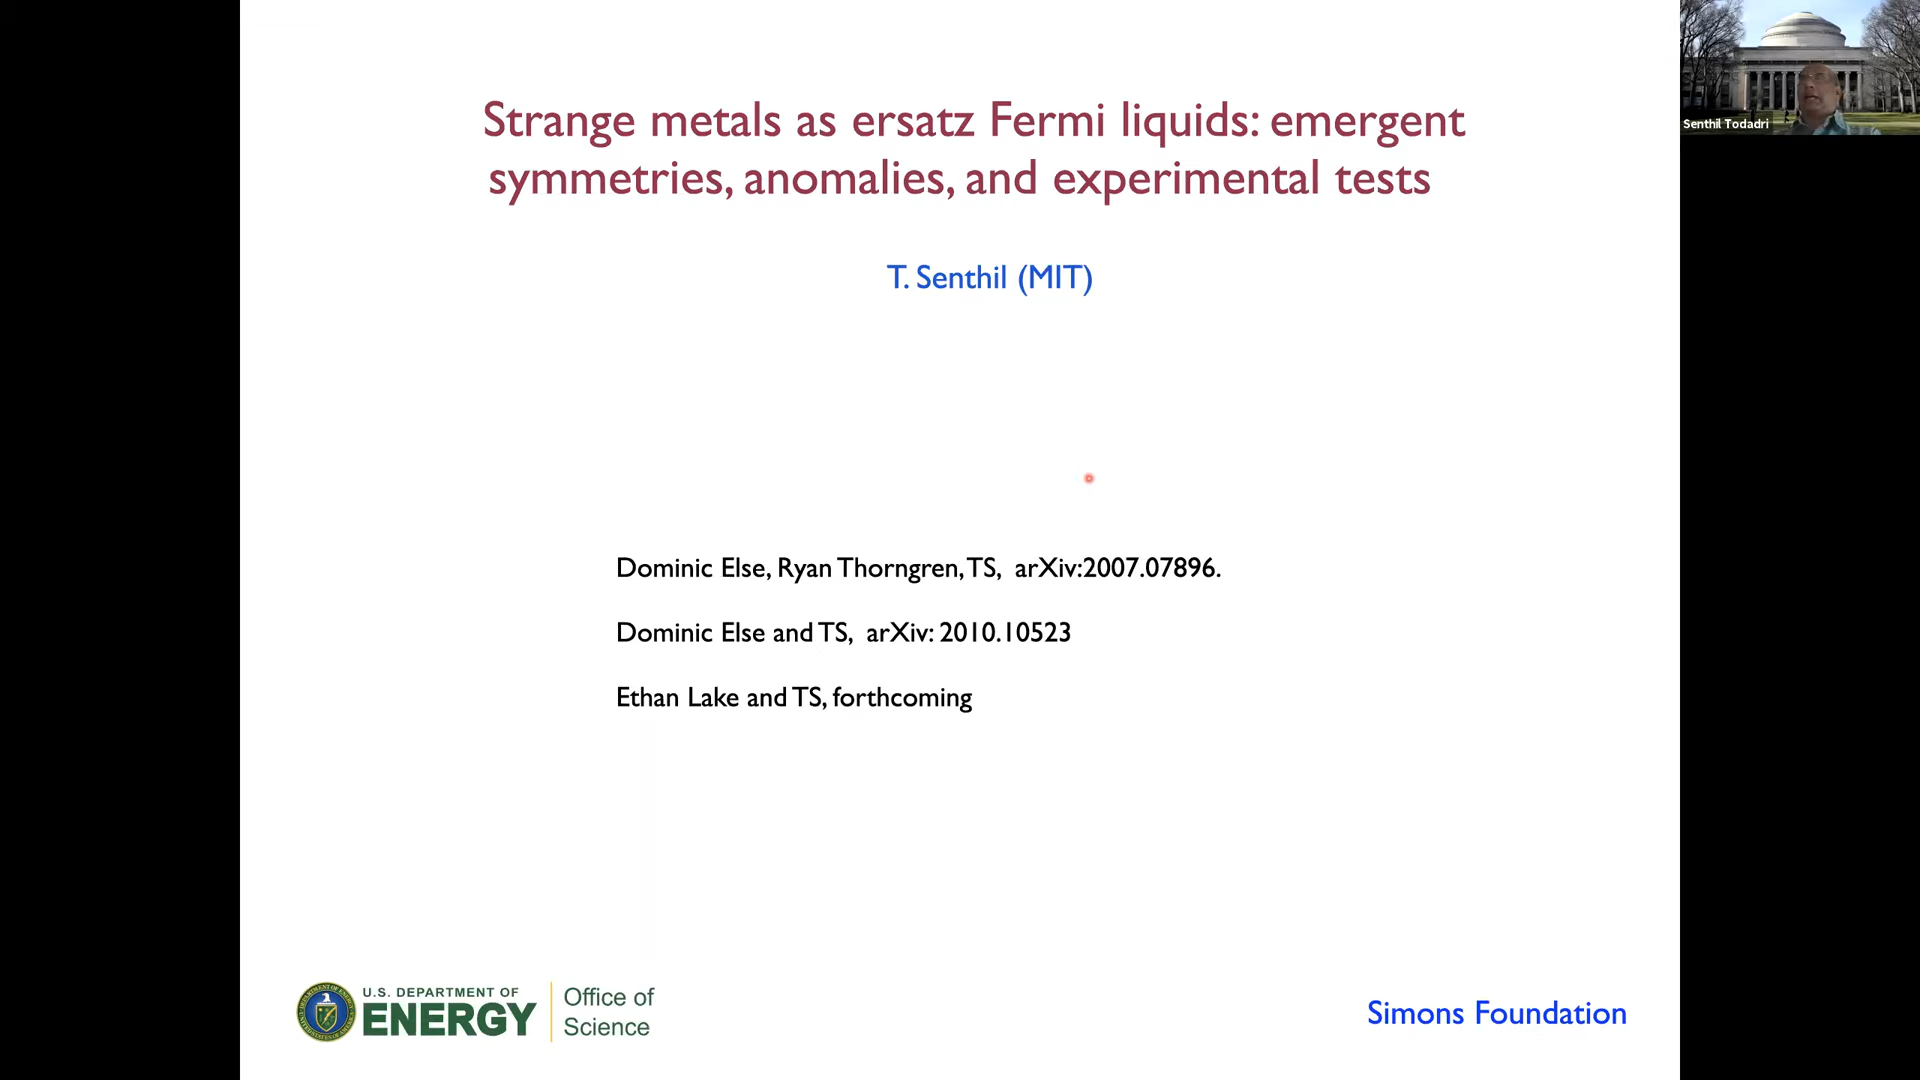 Strange metals as ersatz Fermi liquids: emergent
symmetries, anomalies, and experimental tests
Senthil Todadri
T. Senthil (MIT)
Dominic Else, Ryan Thorngren, TS, arXiv:2007.07896.
Dominic Else and TS, arXiv: 2010.10523
Ethan Lake and TS, forthcoming
U.S. DEPARTMENT OF
ENERGY
Office of
Science
Simons Foundation